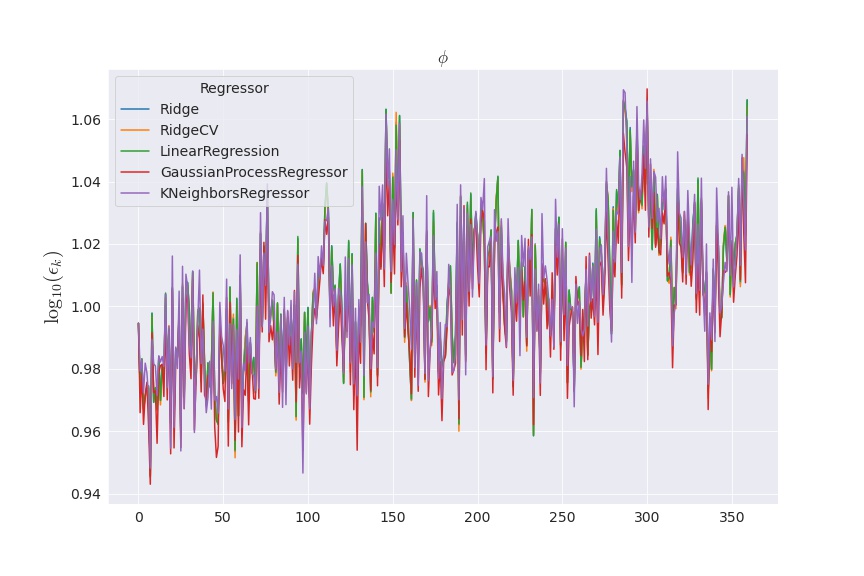 ϕ
Regressor
Ridge
RidgeCV
LinearRegression
GaussianProcessRegressor
KNeighborsRegressor
log₁₀(ϵₖ)
1.06
1.04
1.02
1.00
0.98
0.96
0.94
0 50 100 150 200 250 300 350